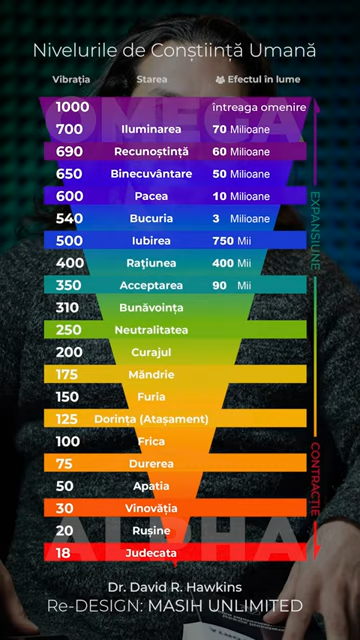 Nivelurile de Conștiință Umană
Vibrația Starea Efectul în lume
OMEGA
1000 întreaga omenire
700 Iluminarea 70 Milioane
690 Recunoștință 60 Milioane
650 Binecuvântare 50 Milioane
600 Pacea 10 Milioane
540 Bucuria 3 Milioane
500 Iubirea 750 Mii
400 Rațiunea 400 Mii
350 Acceptarea 90 Mii
310 Bunăvoința
250 Neutralitatea
200 Curajul
175 Mândrie
150 Furia
125 Dorința (Atașament)
100 Frica
75 Durerea
50 Apatia
30 Vinovăția
20 Rușine
ALPHA
18 Judecata
EXPANSIUNE
CONTRACȚIE
Dr. David R. Hawkins
Re-DESIGN: MASIH UNLIMITED